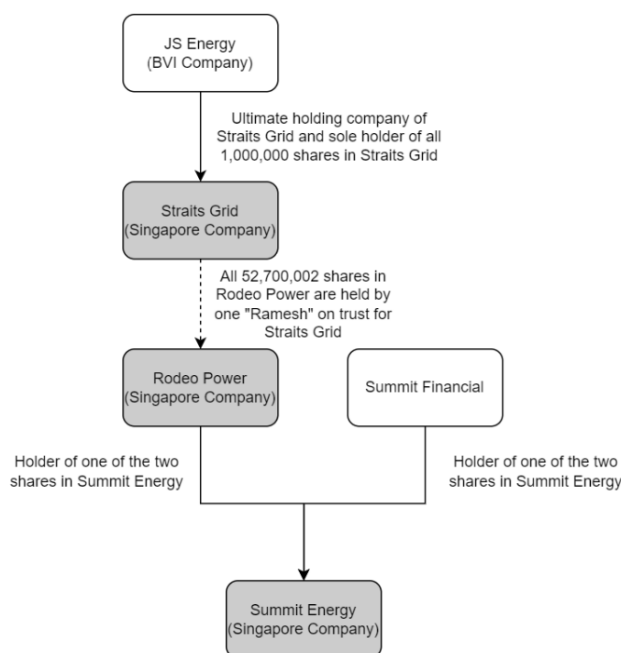 JS Energy
(BVI Company)
Ultimate holding company of
Straits Grid and sole holder of all
1,000,000 shares in Straits Grid
Straits Grid
(Singapore Company)
All 52,700,002 shares in
Rodeo Power are held by
one "Ramesh" on trust for
Straits Grid
Rodeo Power
(Singapore Company)
Summit Financial
Holder of one of the two
shares in Summit Energy
Holder of one of the two
shares in Summit Energy
Summit Energy
(Singapore Company)